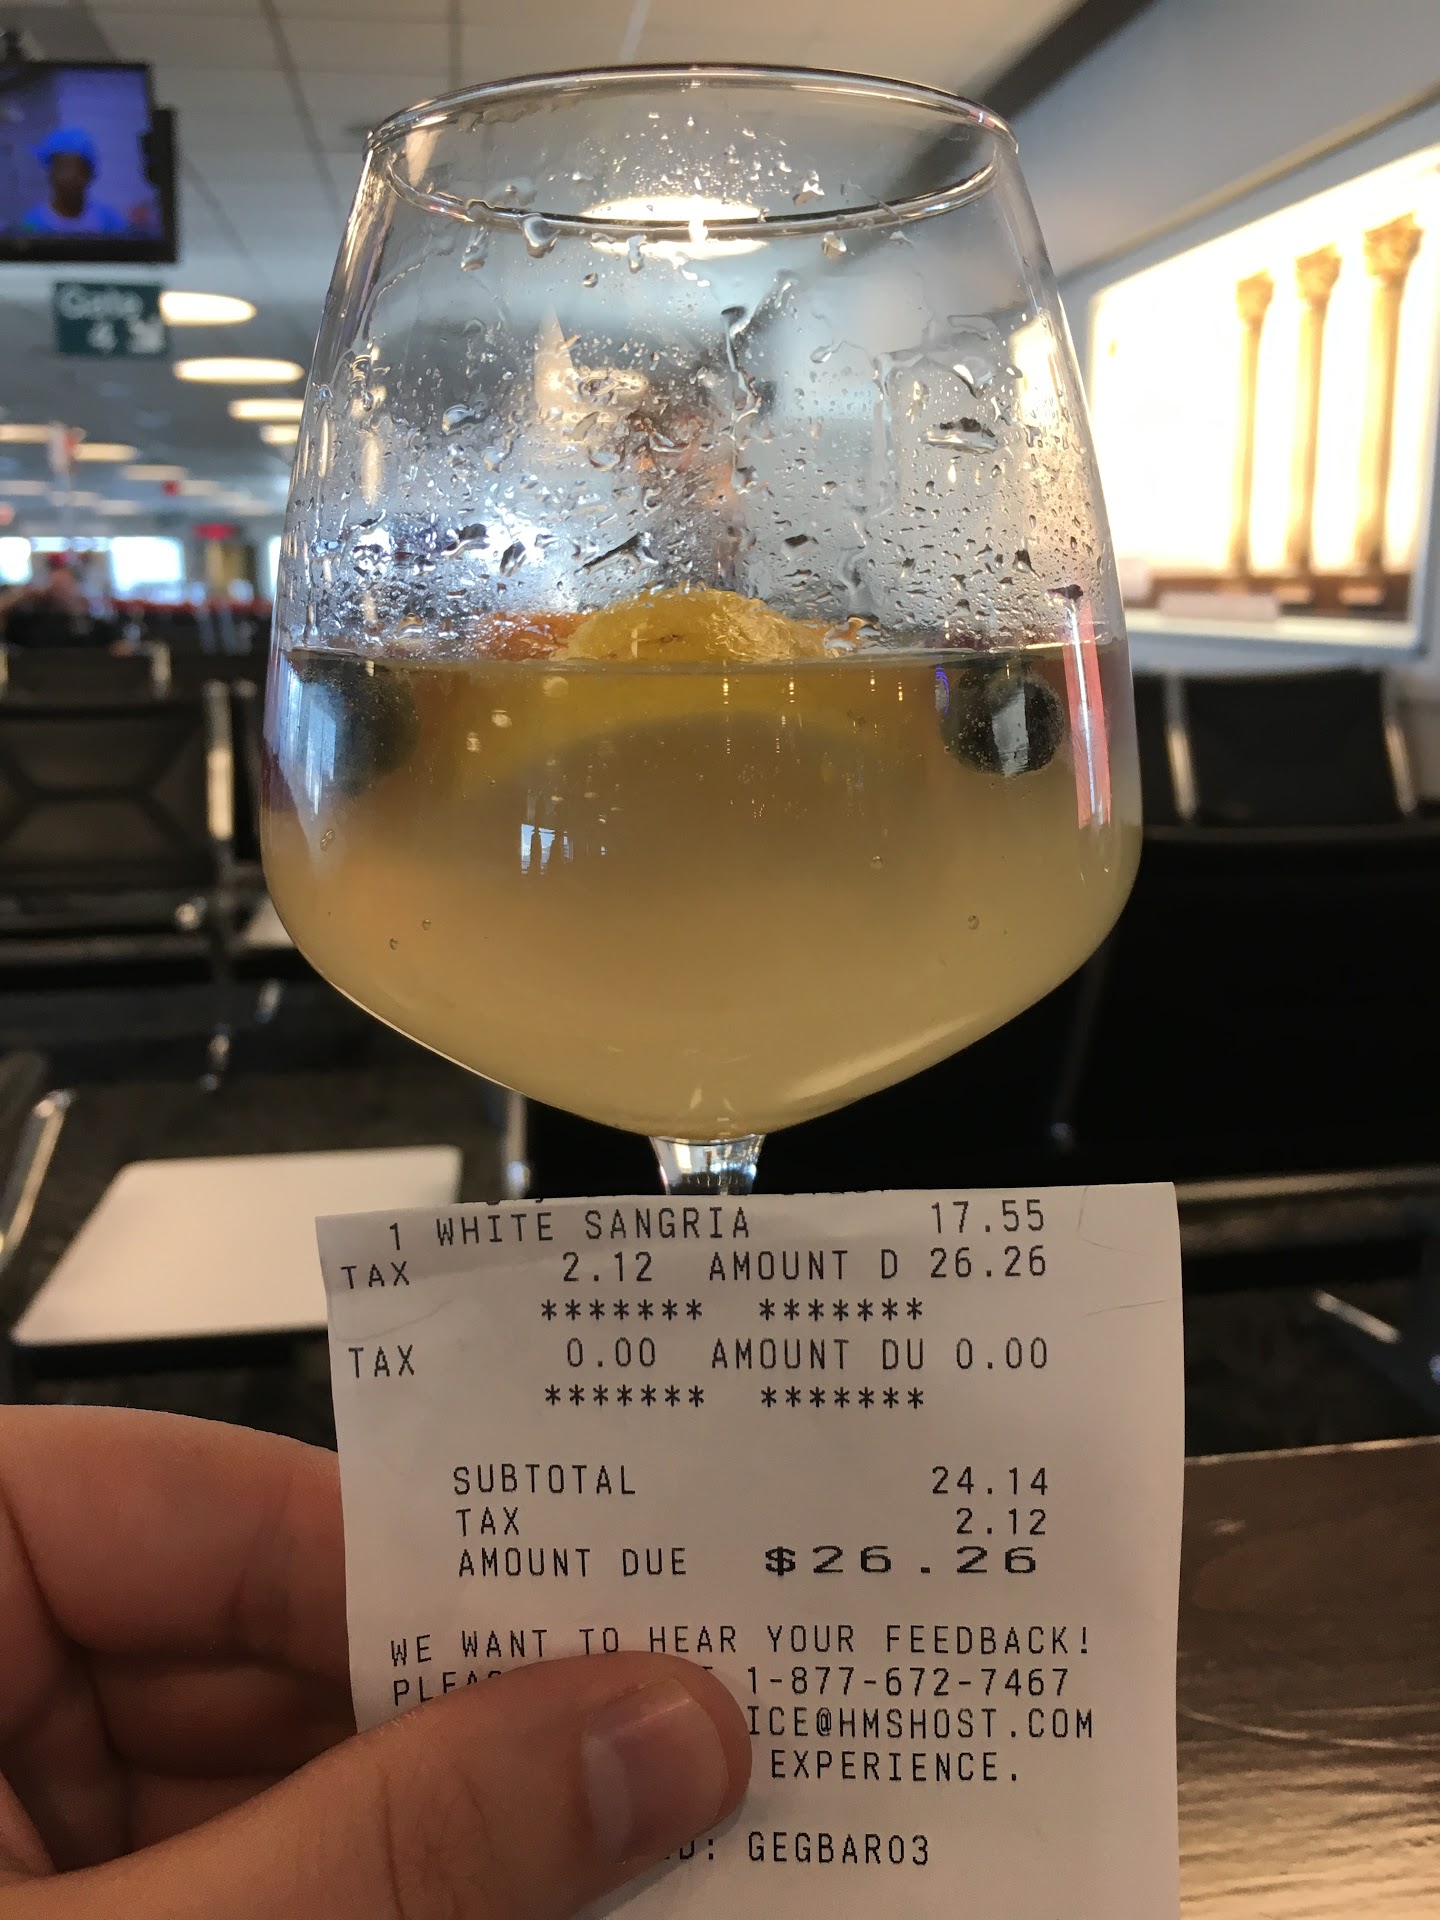 Gate
4
1 WHITE SANGRIA 17.55
TAX 2.12 AMOUNT D 26.26
******* *******
TAX 0.00 AMOUNT DU 0.00
******* *******
SUBTOTAL 24.14
TAX 2.12
AMOUNT DUE $26.26
WE WANT TO HEAR YOUR FEEDBACK!
1-877-672-7467
ICE@HMSHOST.COM
EXPERIENCE.
D: GEGBAR03